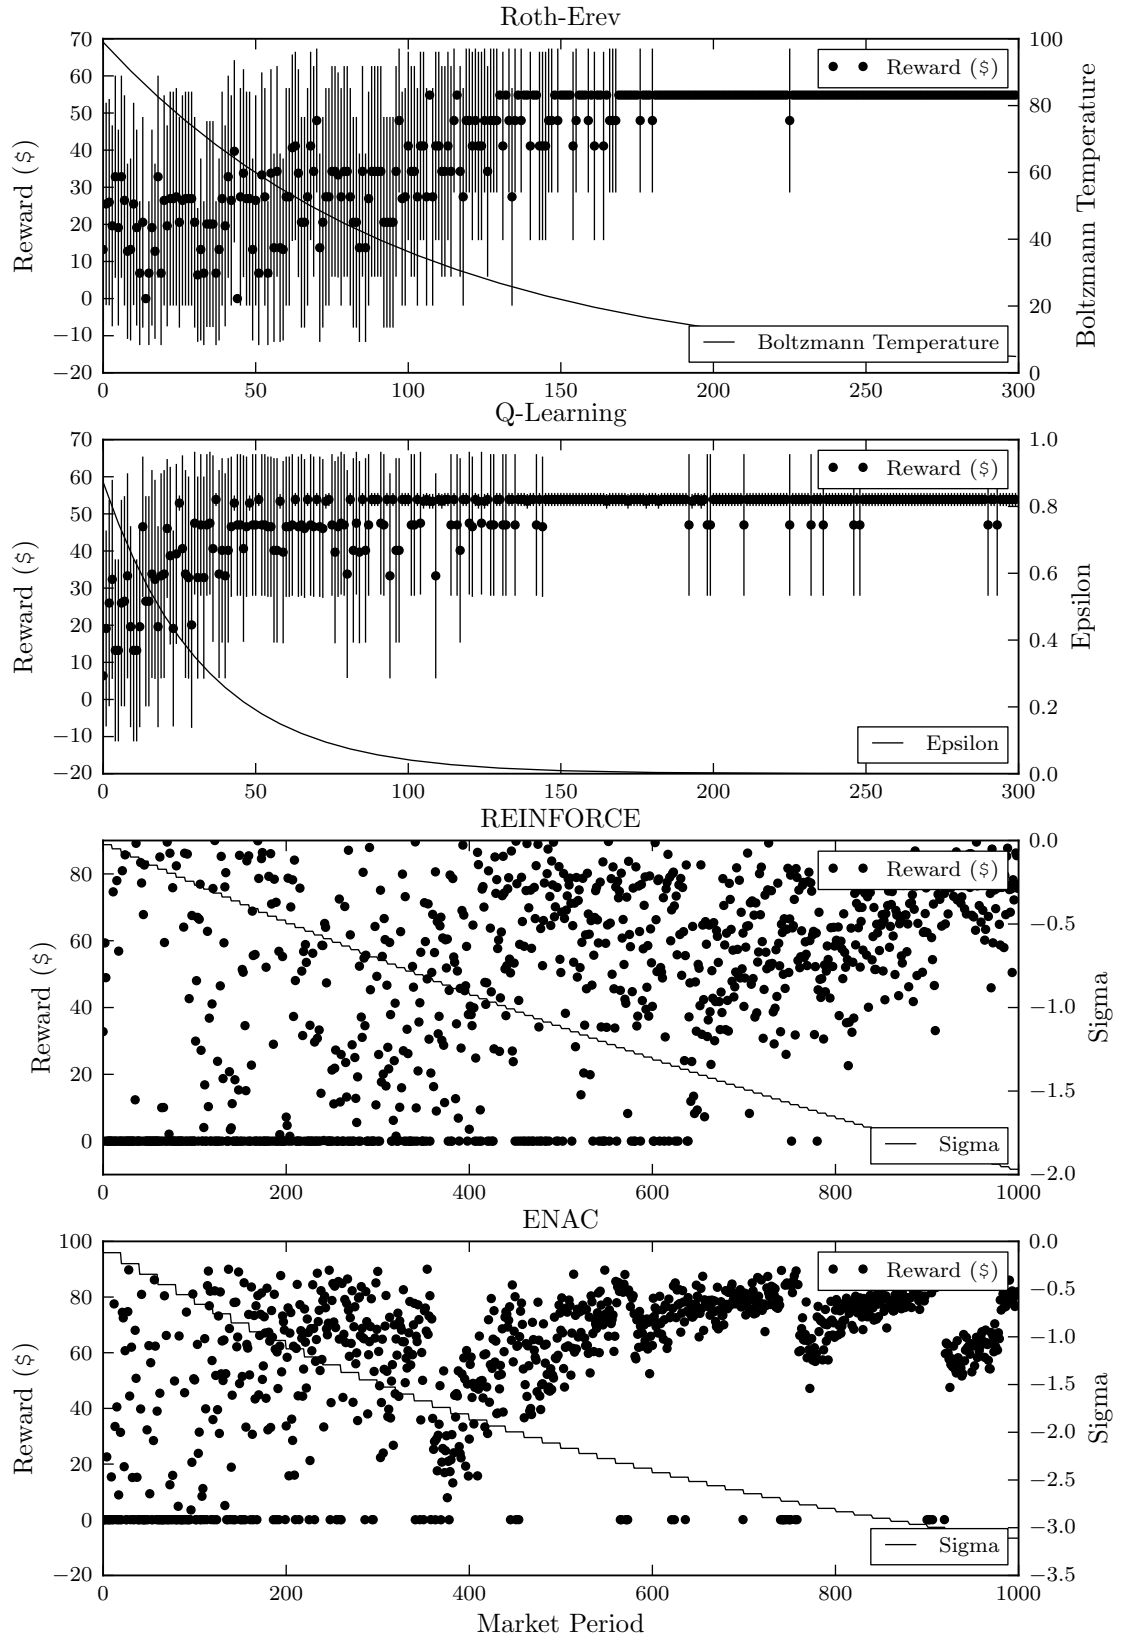 Roth-Erev
70
60
50
40
30
20
10
0
−10
−20
Reward ($)
100
80
60
40
20
0
Boltzmann Temperature
Reward ($)
Boltzmann Temperature
0 50 100 150 200 250 300
Q-Learning
70
60
50
40
30
20
10
0
−10
−20
Reward ($)
1.0
0.8
0.6
0.4
0.2
0.0
Epsilon
Reward ($)
Epsilon
0 50 100 150 200 250 300
REINFORCE
80
60
40
20
0
Reward ($)
0.0
−0.5
−1.0
−1.5
−2.0
Sigma
Reward ($)
Sigma
0 200 400 600 800 1000
ENAC
100
80
60
40
20
0
−20
Reward ($)
0.0
−0.5
−1.0
−1.5
−2.0
−2.5
−3.0
−3.5
Sigma
Reward ($)
Sigma
0 200 400 600 800 1000
Market Period